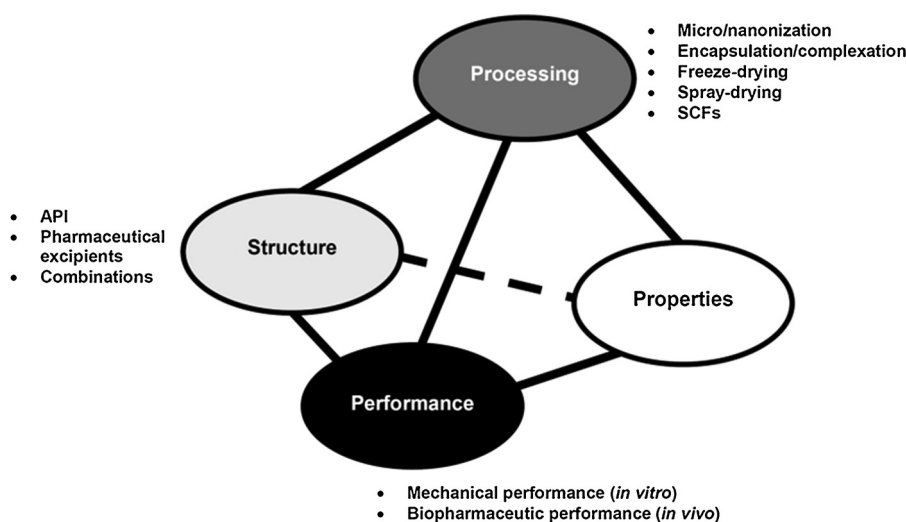 • Micro/nanonization
• Encapsulation/complexation
• Freeze-drying
• Spray-drying
• SCFs
Processing
• API
• Pharmaceutical
excipients
• Combinations
Structure
Properties
Performance
• Mechanical performance (in vitro)
• Biopharmaceutic performance (in vivo)